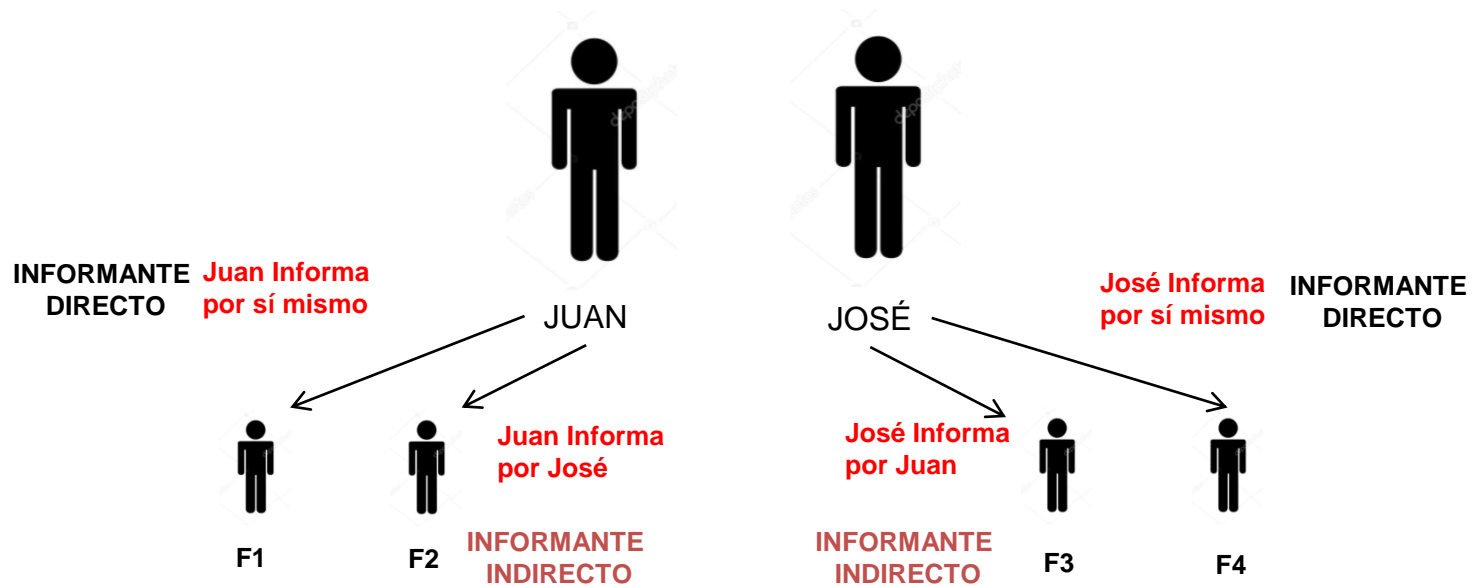 INFORMANTE
DIRECTO
Juan Informa
por sí mismo
JUAN
JOSÉ
José Informa
por sí mismo
INFORMANTE
DIRECTO
Juan Informa
por José
José Informa
por Juan
F1
F2
INFORMANTE
INDIRECTO
INFORMANTE
INDIRECTO
F3
F4